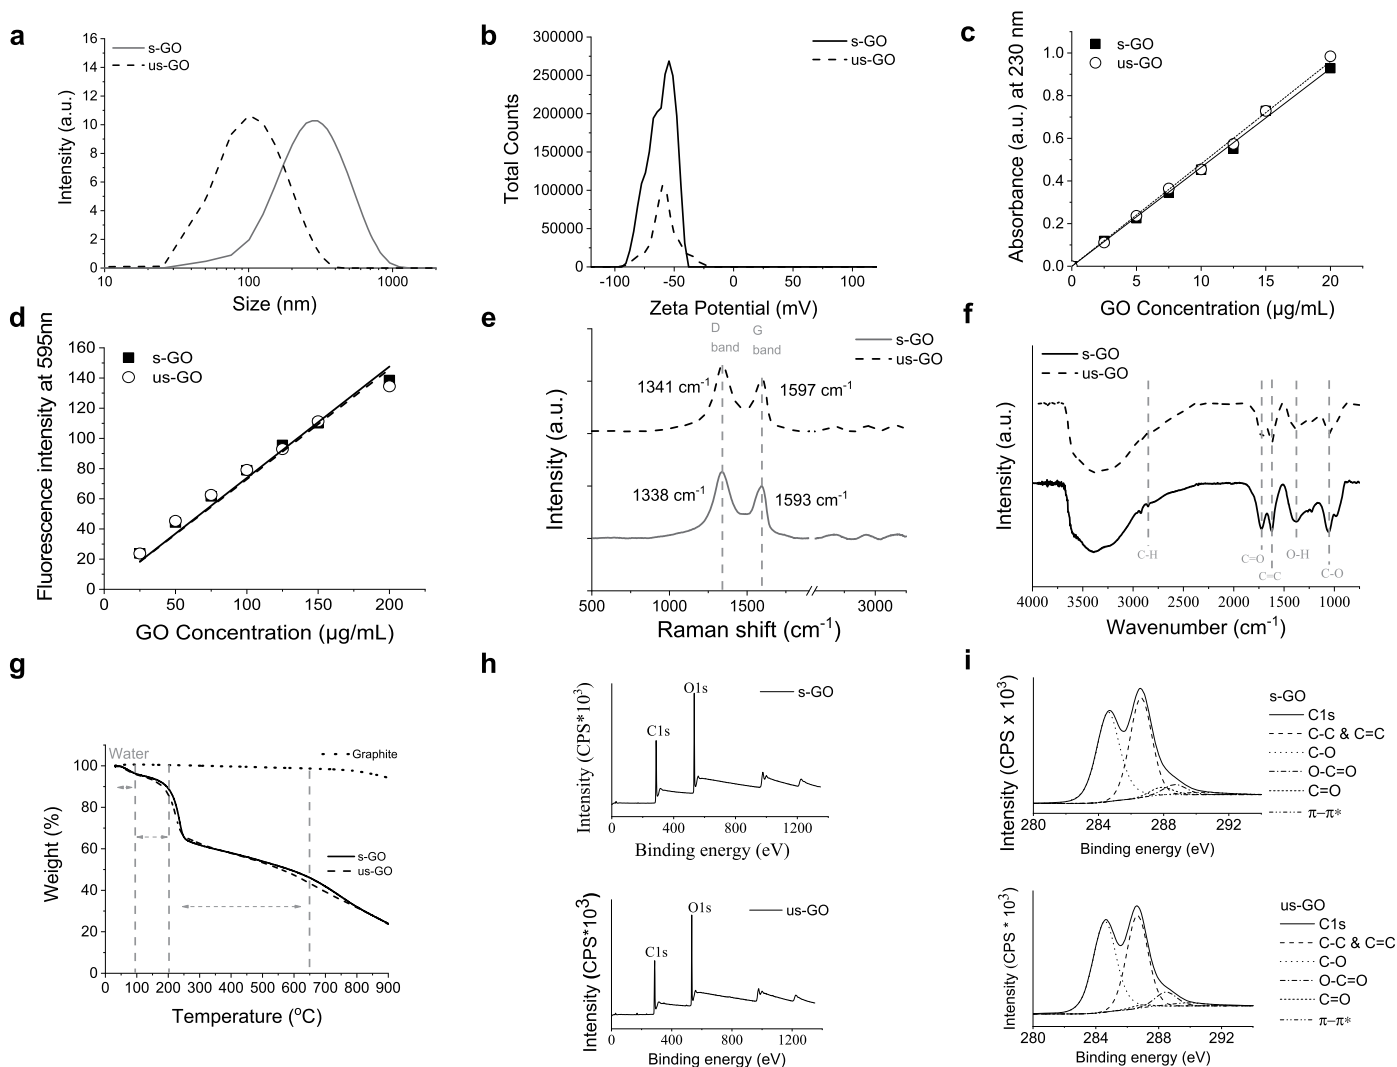 a
16
14
12
10
8
6
4
2
0
Intensity (a.u.)
s-GO
us-GO
10
100
1000
Size (nm)
b
300000
250000
200000
150000
100000
50000
0
Total Counts
s-GO
us-GO
-100
-50
0
50
100
Zeta Potential (mV)
c
1.0
0.8
0.6
0.4
0.2
0.0
Absorbance (a.u.) at 230 nm
s-GO
us-GO
0
5
10
15
20
GO Concentration (µg/mL)
d
160
140
120
100
80
60
40
20
0
Fluorescence intensity at 595nn
s-GO
us-GO
0
50
100
150
200
GO Concentration (µg/mL)
e
D
band
G
band
s-GO
us-GO
1341 cm⁻¹
1597 cm⁻¹
1338 cm⁻¹
1593 cm⁻¹
Intensity (a.u.)
500
1000
1500
3000
Raman shift (cm⁻¹)
f
s-GO
us-GO
Intensity (a.u.)
C-H
C=O
C=C
O-H
C-O
4000
3500
3000
2500
2000
1500
1000
Wavenumber (cm⁻¹)
g
Water
Graphite
100
80
60
40
20
0
Weight (%)
s-GO
us-GO
0
100
200
300
400
500
600
700
800
900
Temperature (°C)
h
Intensity (CPS*10³)
C1s
O1s
s-GO
0
400
800
1200
Binding energy (eV)
Intensity (CPS*10³)
C1s
O1s
us-GO
0
400
800
1200
Binding energy (eV)
i
Intensity (CPS x 10³)
280
284
288
292
Binding energy (eV)
s-GO
C1s
C-C & C=C
C-O
O-C=O
C=O
π–π*
Intensity (CPS * 10³)
280
284
288
292
Binding energy (eV)
us-GO
C1s
C-C & C=C
C-O
O-C=O
C=O
π–π*